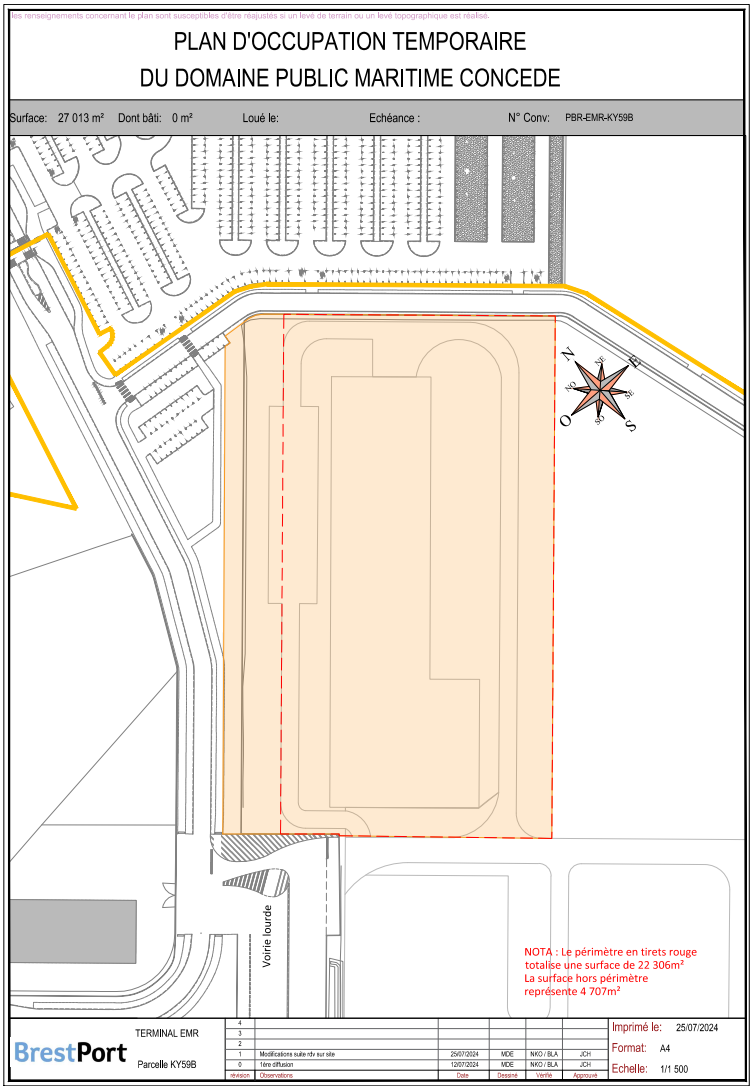 les renseignements concernant le plan sont susceptibles d'être réajustés si un levé de terrain ou un levé topographique est réalisé.
PLAN D'OCCUPATION TEMPORAIRE
DU DOMAINE PUBLIC MARITIME CONCEDE
Surface: 27 013 m² Dont bâti: 0 m² Loué le: Echéance : N° Conv: PBR-EMR-KY59B
N NE E
NO SE
O SO S
Voirie lourde
NOTA : Le périmètre en tirets rouge
totalise une surface de 22 306m²
La surface hors périmètre
représente 4 707m²
BrestPort
TERMINAL EMR
Parcelle KY59B
4
3
2
1 Modifications suite rdv sur site 25/07/2024 MDE NKO / BLA JCH
0 1ère diffusion 12/07/2024 MDE NKO / BLA JCH
révision Observations Date Dessiné Vérifié Approuvé
Imprimé le: 25/07/2024
Format: A4
Echelle: 1/1 500